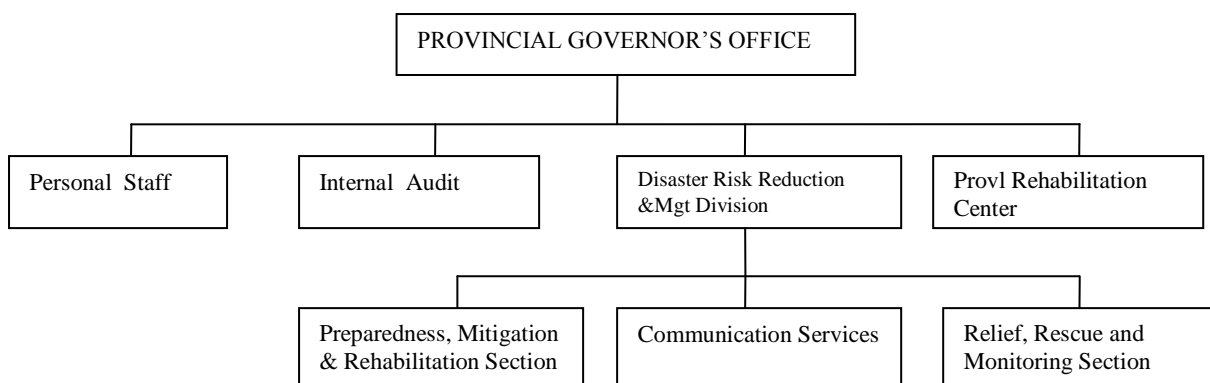 PROVINCIAL GOVERNOR’S OFFICE
Personal Staff
Internal Audit
Disaster Risk Reduction
&Mgt Division
Provl Rehabilitation
Center
Preparedness, Mitigation
& Rehabilitation Section
Communication Services
Relief, Rescue and
Monitoring Section